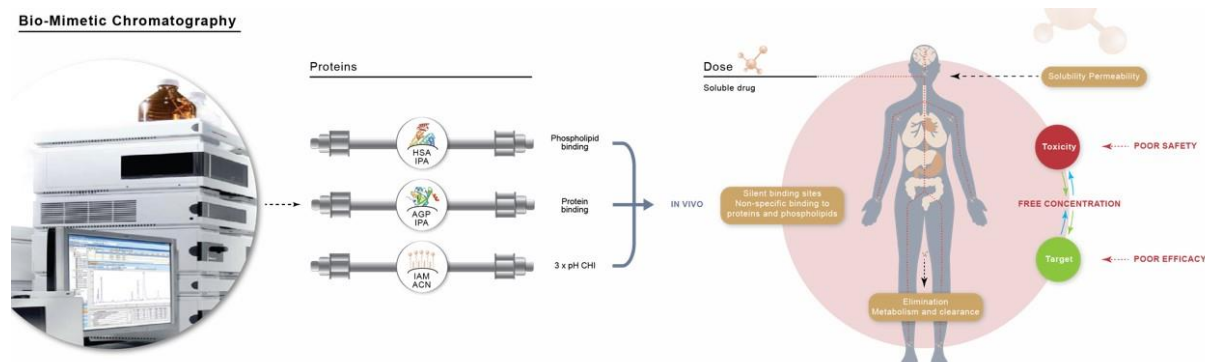 Bio-Mimetic Chromatography
Proteins
HSA
IPA
Phospholipid
binding
AGP
IPA
Protein
binding
IAM
ACN
3 x pH CHI
IN VIVO
Dose
Soluble drug
Solubility Permeability
Silent binding sites
Non-specific binding to
proteins and phospholipids
Elimination
Metabolism and clearance
Toxicity
POOR SAFETY
FREE CONCENTRATION
Target
POOR EFFICACY